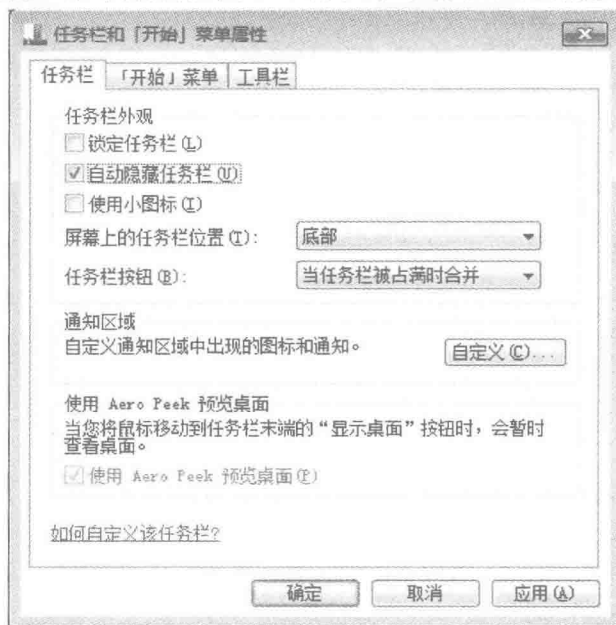 任务栏和「开始」菜单属性
任务栏 「开始」菜单 工具栏
任务栏外观
锁定任务栏(L)
自动隐藏任务栏(U)
使用小图标(I)
屏幕上的任务栏位置(T): 底部
任务栏按钮(B): 当任务栏被占满时合并
通知区域
自定义通知区域中出现的图标和通知。 自定义(C)...
使用 Aero Peek 预览桌面
当您将鼠标移动到任务栏末端的“显示桌面”按钮时，会暂时
查看桌面。
使用 Aero Peek 预览桌面(P)
如何自定义该任务栏?
确定 取消 应用(A)